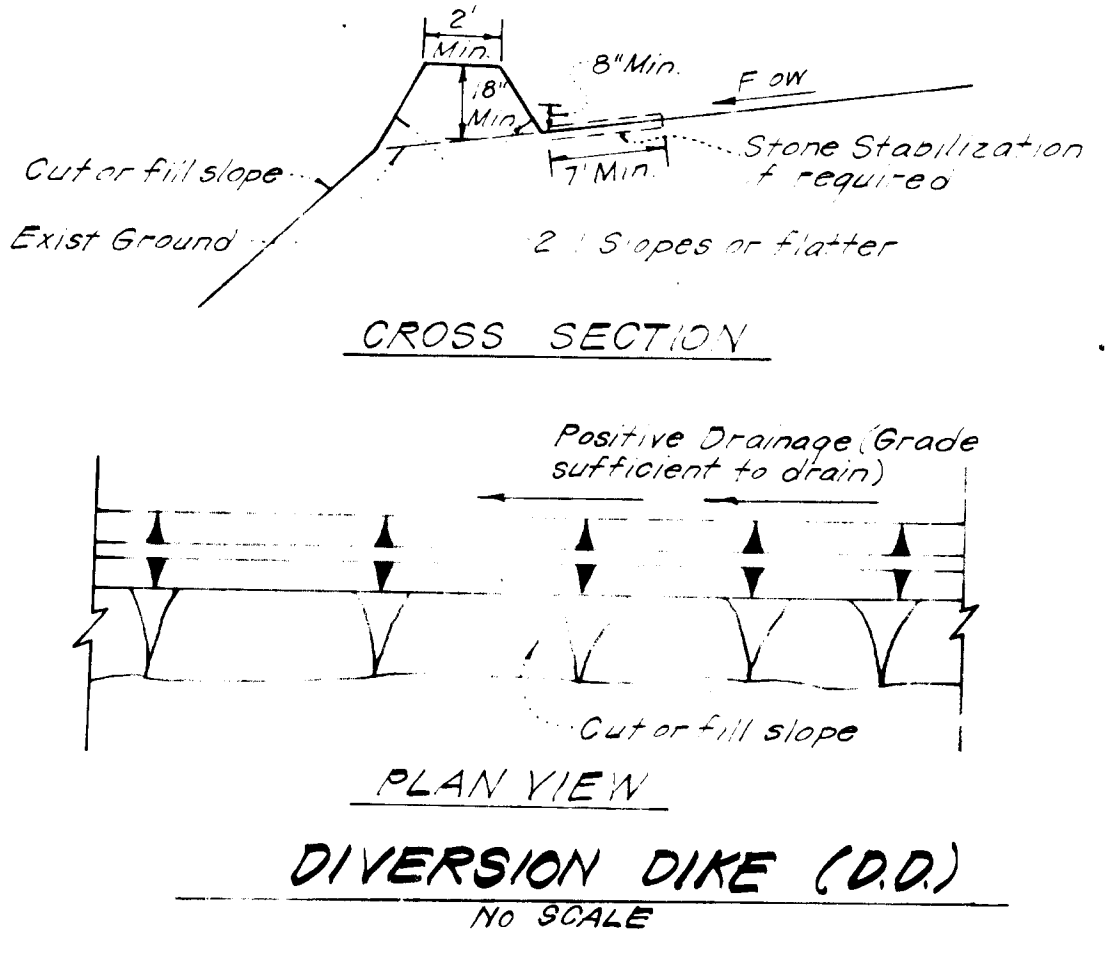 2'
Min.
8" Min.
Flow
18"
Min.
Cut or fill slope
7' Min.
Stone Stabilization
if required
Exist Ground
2:1 Slopes or flatter
CROSS SECTION
Positive Drainage (Grade
sufficient to drain)
Cut or fill slope
PLAN VIEW
DIVERSION DIKE (D.D.)
NO SCALE